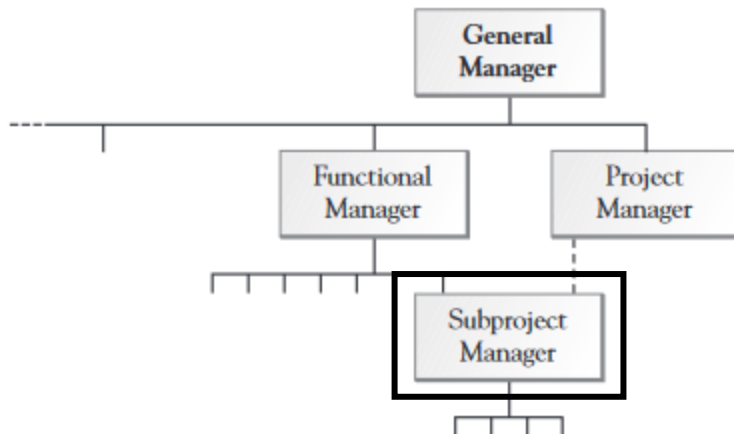 General
Manager
Functional
Manager
Project
Manager
Subproject
Manager